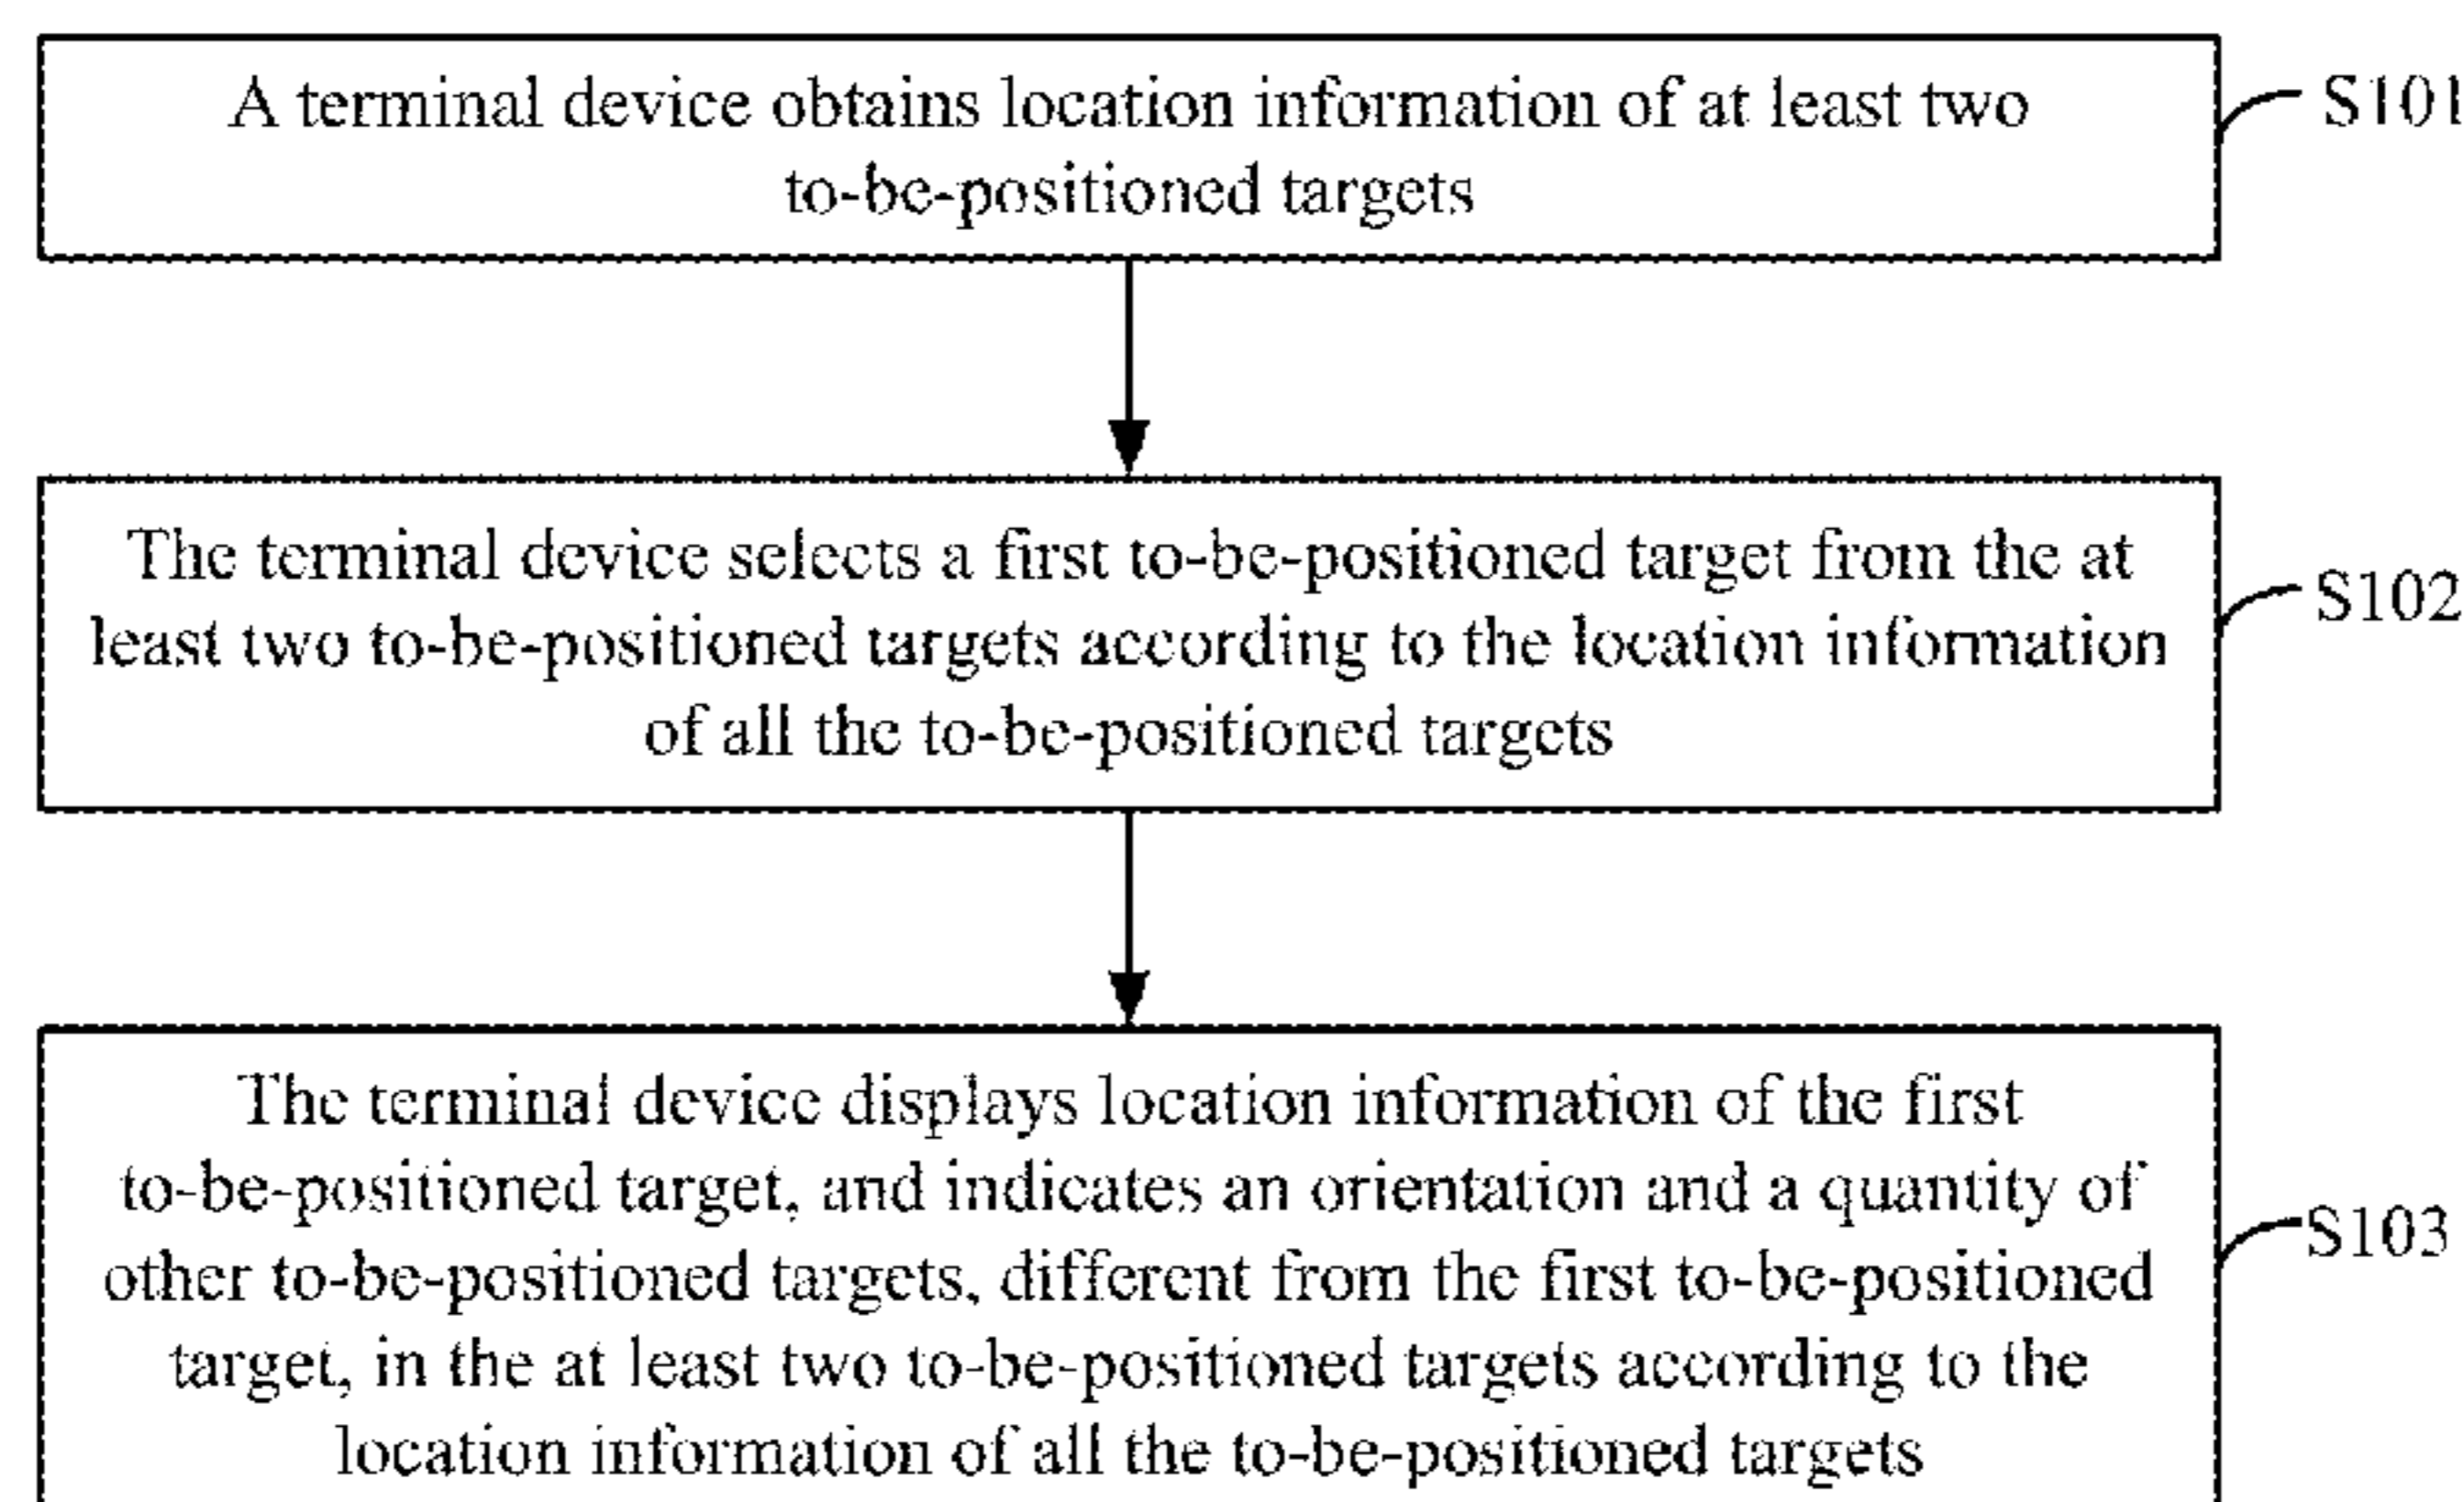 A terminal device obtains location information of at least two
to-be-positioned targets
S101
The terminal device selects a first to-be-positioned target from the at
least two to-be-positioned targets according to the location information
of all the to-be-positioned targets
S102
The terminal device displays location information of the first
to-be-positioned target, and indicates an orientation and a quantity of
other to-be-positioned targets, different from the first to-be-positioned
target, in the at least two to-be-positioned targets according to the
location information of all the to-be-positioned targets
S103